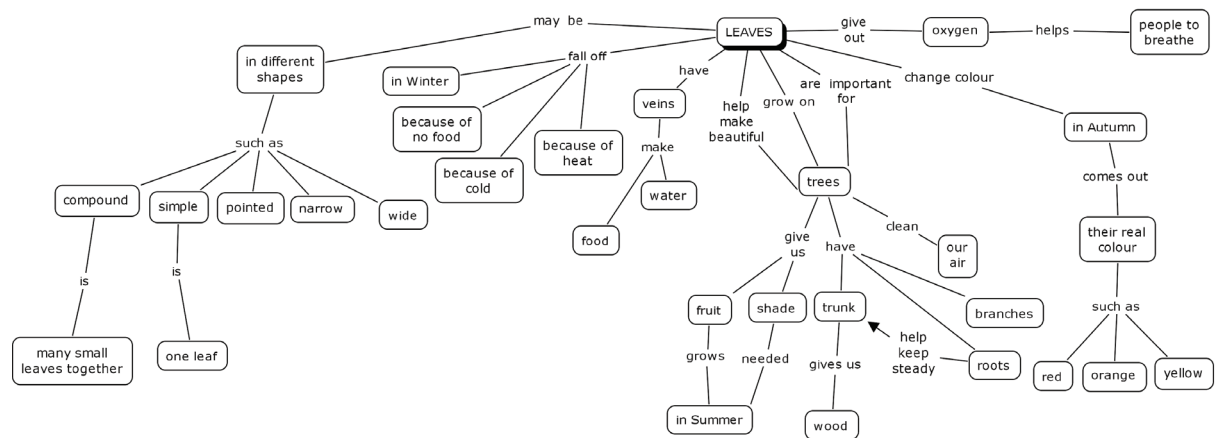 LEAVES
may be
in different
shapes
such as
compound
is
many small
leaves together
simple
is
one leaf
pointed
narrow
wide
fall off
in Winter
because of
no food
because of
cold
because of
heat
have
veins
make
food
water
help
make
beautiful
grow on
are important
for
trees
give
us
fruit
grows
shade
needed
in Summer
have
trunk
gives us
wood
help
keep
steady
roots
branches
clean
our
air
give
out
oxygen
helps
people to
breathe
change colour
in Autumn
comes out
their real
colour
such as
red
orange
yellow